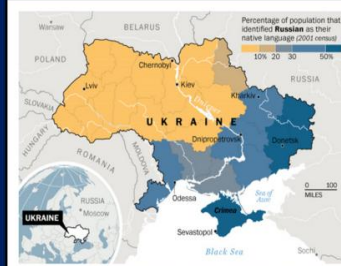 Percentage of population that
identified Russian as their
native language (2001 census)
10% 20 30 50%
Warsaw
BELARUS
POLAND
Chernobyl
RUSSIA
Lviv
Kiev
Kharkiv
SLOVAKIA
UKRAINE
Dnipropetrovsk
Donetsk
HUNGARY
MOLDOVA
ROMANIA
Odessa
Sea of
Azov
0 100
MILES
RUSSIA
Moscow
UKRAINE
Crimea
Sevastopol
Black Sea
Sochi